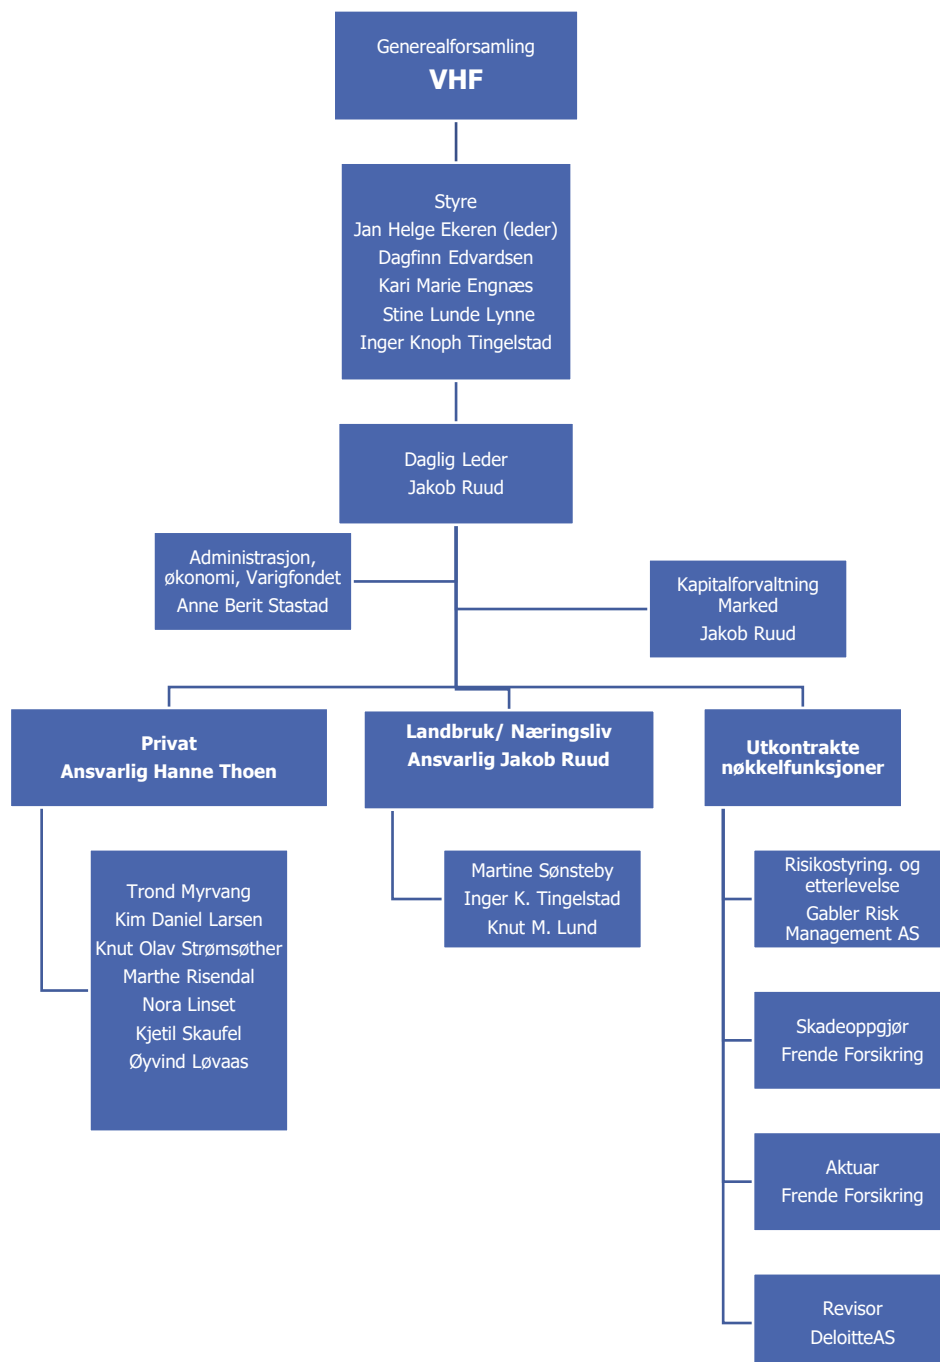 Generealforsamling
VHF
Styre
Jan Helge Ekeren (leder)
Dagfinn Edvardsen
Kari Marie Engnæs
Stine Lunde Lynne
Inger Knoph Tingelstad
Daglig Leder
Jakob Ruud
Administrasjon,
økonomi, Varigfondet
Anne Berit Stastad
Kapitalforvaltning
Marked
Jakob Ruud
Privat
Ansvarlig Hanne Thoen
Landbruk/ Næringsliv
Ansvarlig Jakob Ruud
Utkontrakte
nøkkelfunksjoner
Trond Myrvang
Kim Daniel Larsen
Knut Olav Strømsøther
Marthe Risendal
Nora Linset
Kjetil Skaufel
Øyvind Løvaas
Martine Sønsteby
Inger K. Tingelstad
Knut M. Lund
Risikostyring. og
etterlevelse
Gabler Risk
Management AS
Skadeoppgjør
Frende Forsikring
Aktuar
Frende Forsikring
Revisor
DeloitteAS